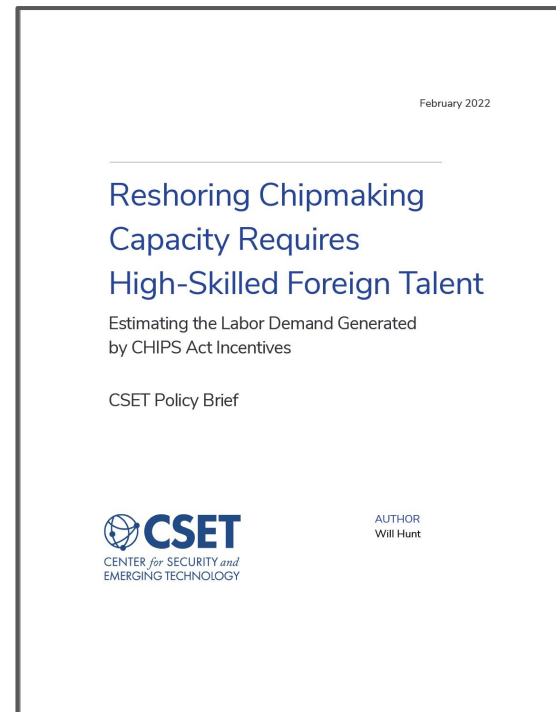 February 2022
Reshoring Chipmaking
Capacity Requires
High-Skilled Foreign Talent
Estimating the Labor Demand Generated
by CHIPS Act Incentives
CSET Policy Brief
CSET
CENTER for SECURITY and
EMERGING TECHNOLOGY
AUTHOR
Will Hunt